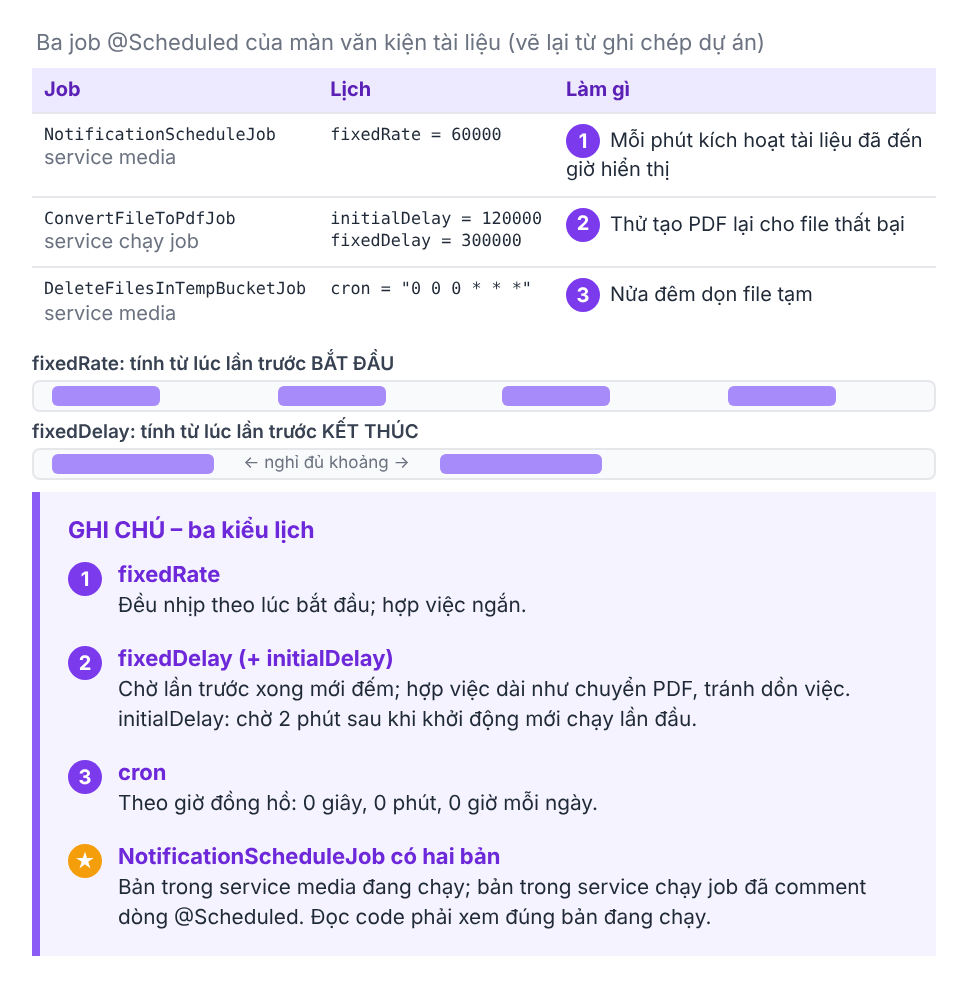 Ba job @Scheduled của màn văn kiện tài liệu (vẽ lại từ ghi chép dự án)
Job Lịch Làm gì
NotificationScheduleJob fixedRate = 60000 1 Mỗi phút kích hoạt tài liệu đã đến
service media giờ hiển thị
ConvertFileToPdfJob initialDelay = 120000 2 Thử tạo PDF lại cho file thất bại
service chạy job fixedDelay = 300000
DeleteFilesInTempBucketJob cron = "0 0 0 * * *" 3 Nửa đêm dọn file tạm
service media
fixedRate: tính từ lúc lần trước BẮT ĐẦU
fixedDelay: tính từ lúc lần trước KẾT THÚC
← nghỉ đủ khoảng →
GHI CHÚ – ba kiểu lịch
1 fixedRate
Đều nhịp theo lúc bắt đầu; hợp việc ngắn.
2 fixedDelay (+ initialDelay)
Chờ lần trước xong mới đếm; hợp việc dài như chuyển PDF, tránh dồn việc.
initialDelay: chờ 2 phút sau khi khởi động mới chạy lần đầu.
3 cron
Theo giờ đồng hồ: 0 giây, 0 phút, 0 giờ mỗi ngày.
★ NotificationScheduleJob có hai bản
Bản trong service media đang chạy; bản trong service chạy job đã comment
dòng @Scheduled. Đọc code phải xem đúng bản đang chạy.